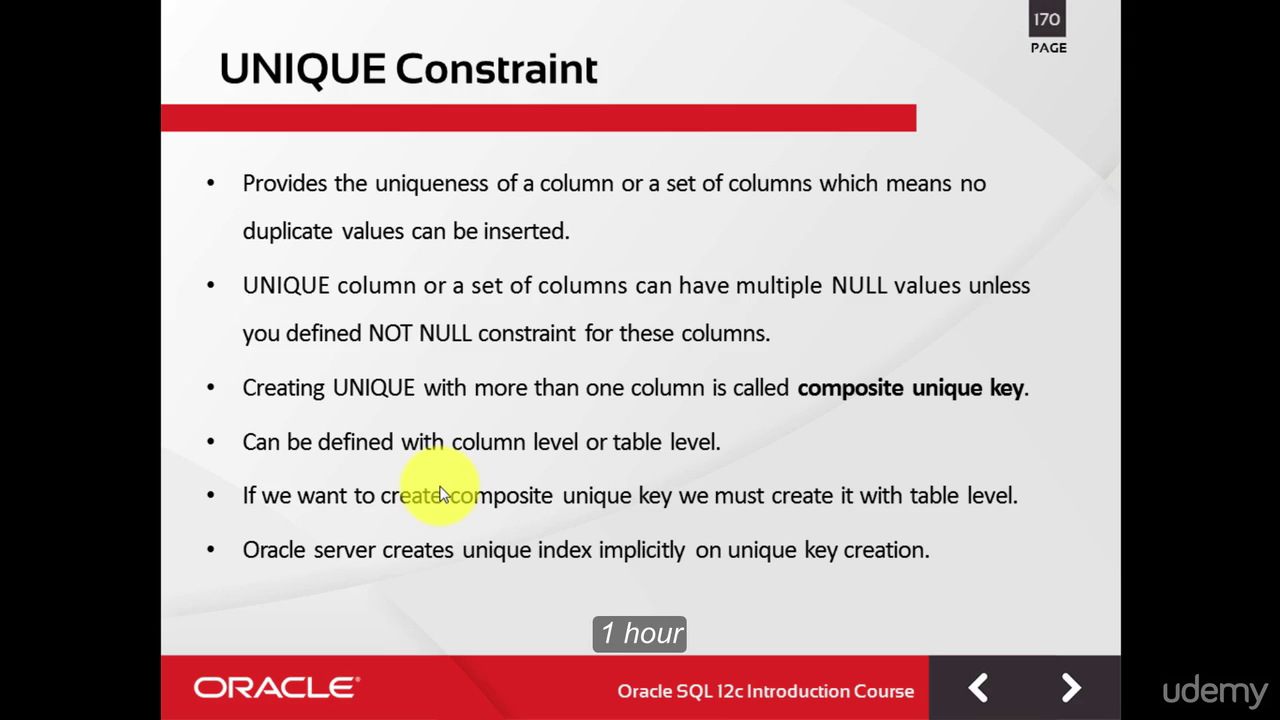 170
PAGE
UNIQUE Constraint
• Provides the uniqueness of a column or a set of columns which means no
duplicate values can be inserted.
• UNIQUE column or a set of columns can have multiple NULL values unless
you defined NOT NULL constraint for these columns.
• Creating UNIQUE with more than one column is called composite unique key.
• Can be defined with column level or table level.
• If we want to create composite unique key we must create it with table level.
• Oracle server creates unique index implicitly on unique key creation.
1 hour
ORACLE®
Oracle SQL 12c Introduction Course
udemy